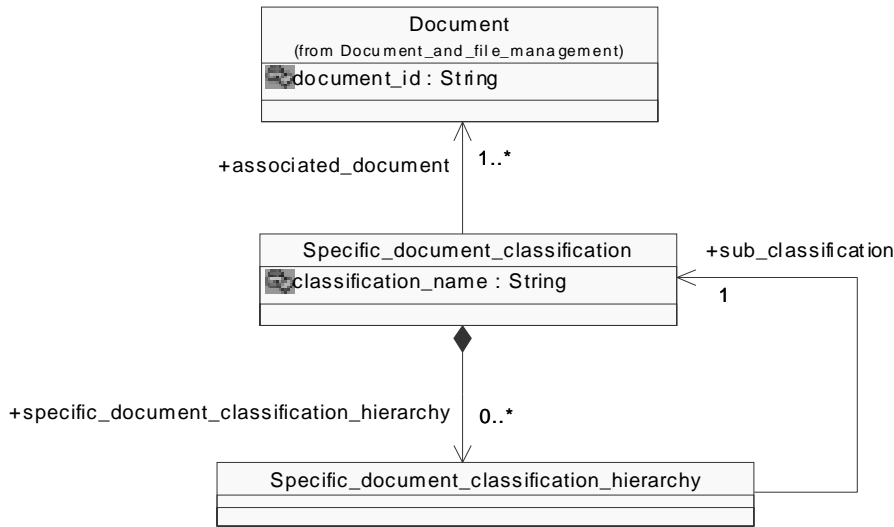 Document
(from Document_and_file_management)
document_id : String
+associated_document
1..*
Specific_document_classification
classification_name : String
+sub_classification
1
+specific_document_classification_hierarchy
0..*
Specific_document_classification_hierarchy